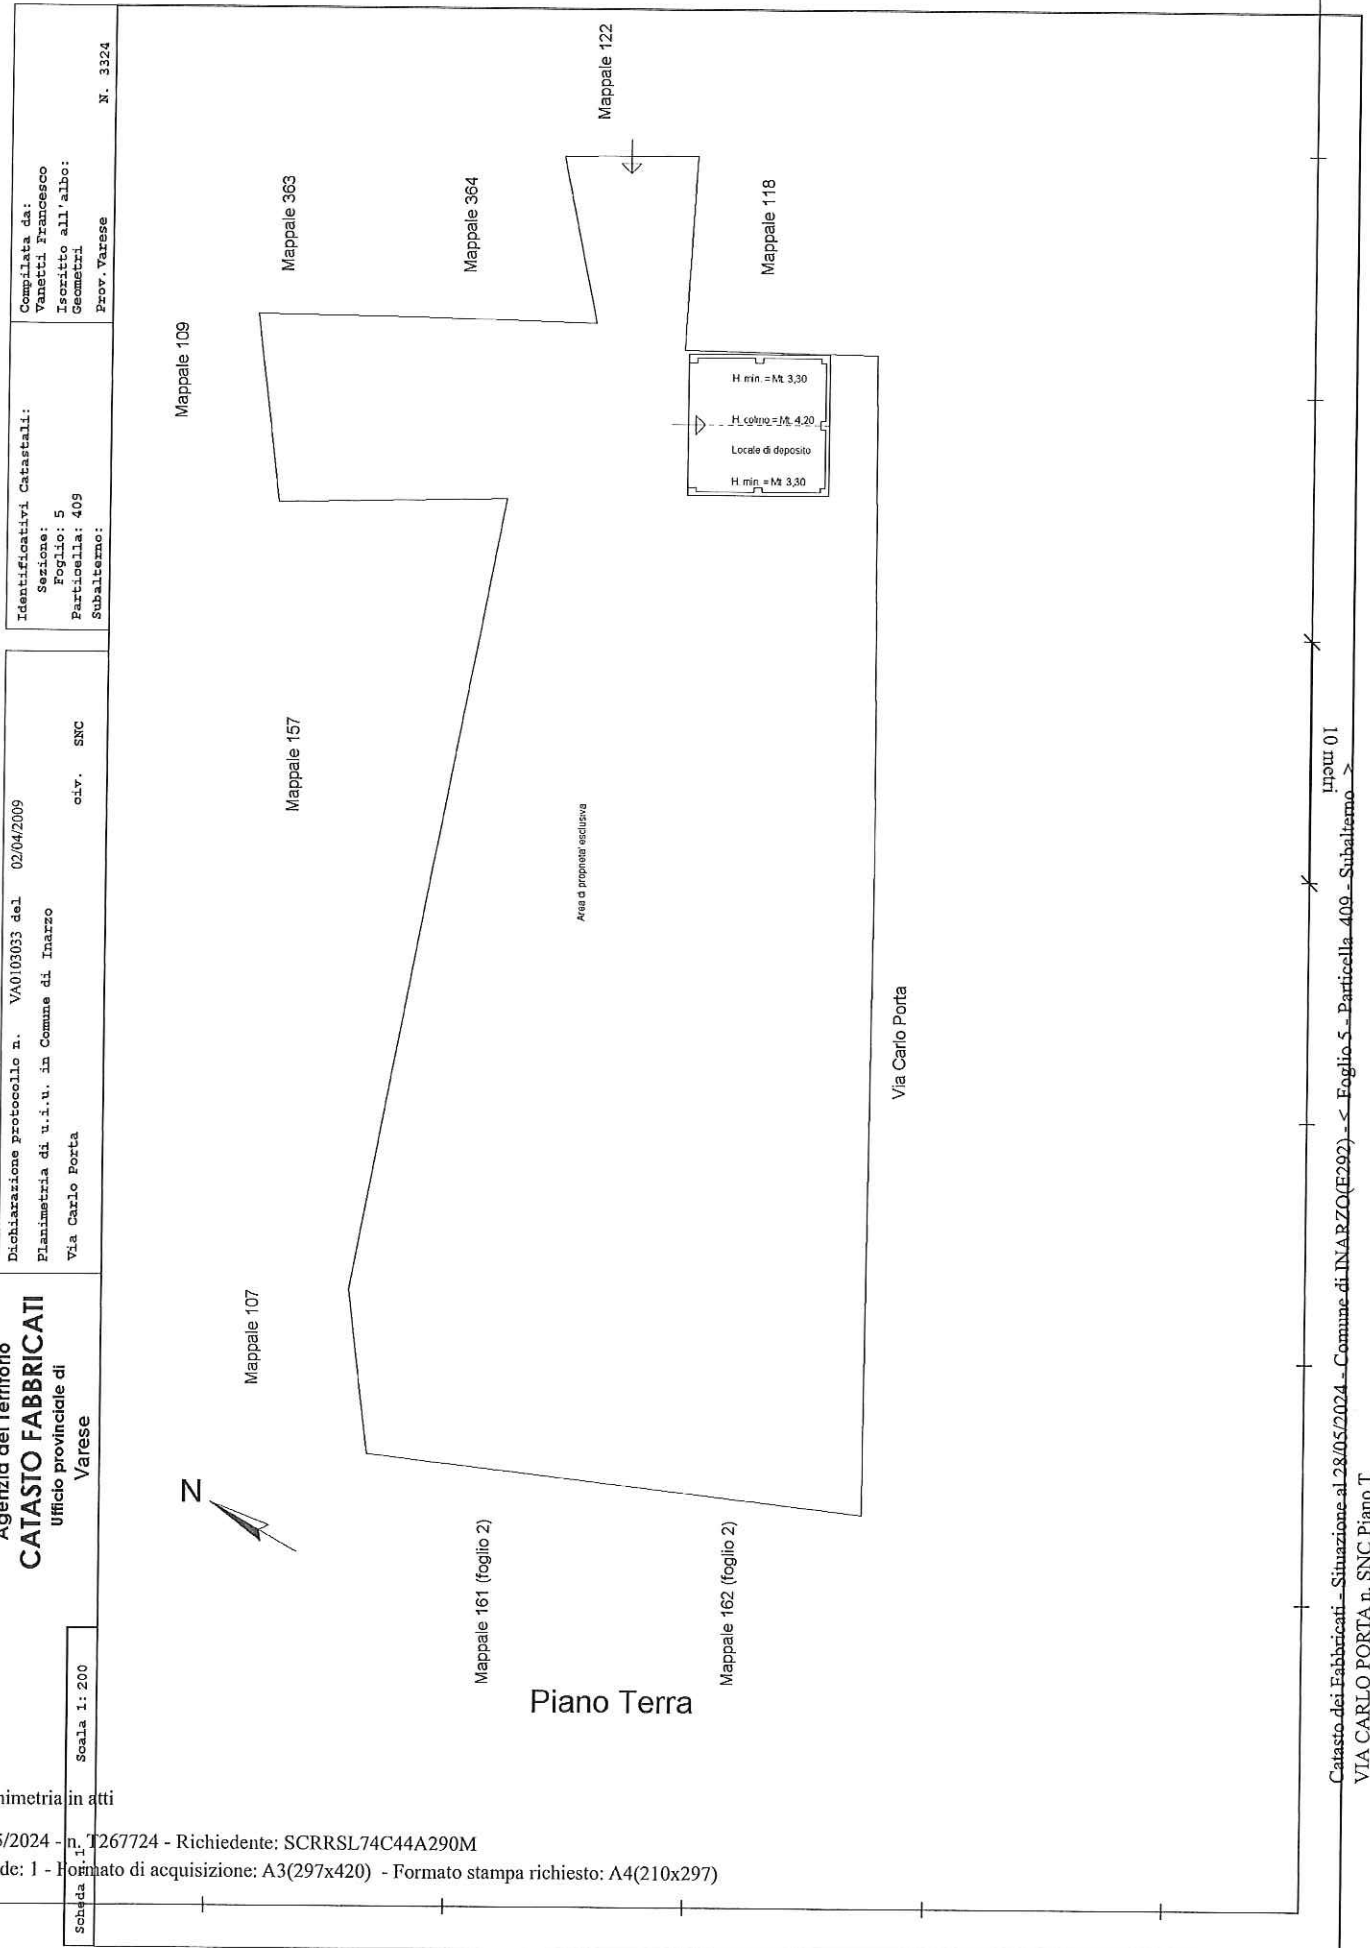 Agenzia del Territorio
CATASTO FABBRICATI
Ufficio provinciale di
Varese
Dichiarazione protocollo n. VA0103033 del 02/04/2009
Planimetria di u.i.u. in Comune di Inarzo
Via Carlo Porta civ. SNC
Identificativi Catastali:
Sezione:
Foglio: 5
Particella: 409
Subalterno:
Compilata da:
Vanetti Francesco
Iscritto all'albo:
Geometri
Prov. Varese N. 3324
Scheda n.1 Scala 1: 200
Mappale 122
Mappale 363
Mappale 364
Mappale 118
Mappale 109
H. min. = Mt. 3,30
H. colmo = Mt. 4,20
Locale di deposito
H. min. = Mt. 3,30
Mappale 157
Area di proprieta' esclusiva
Via Carlo Porta
Mappale 107
N
Mappale 161 (foglio 2)
Mappale 162 (foglio 2)
Piano Terra
10 metri
Catasto dei Fabbricati - Situazione al 28/05/2024 - Comune di INARZO(E292) - < Foglio 5 - Particella 409 - Subalterno >
VIA CARLO PORTA n. SNC Piano T
nimetria in atti
5/2024 - n. T267724 - Richiedente: SCRRSL74C44A290M
de: 1 - Formato di acquisizione: A3(297x420) - Formato stampa richiesto: A4(210x297)